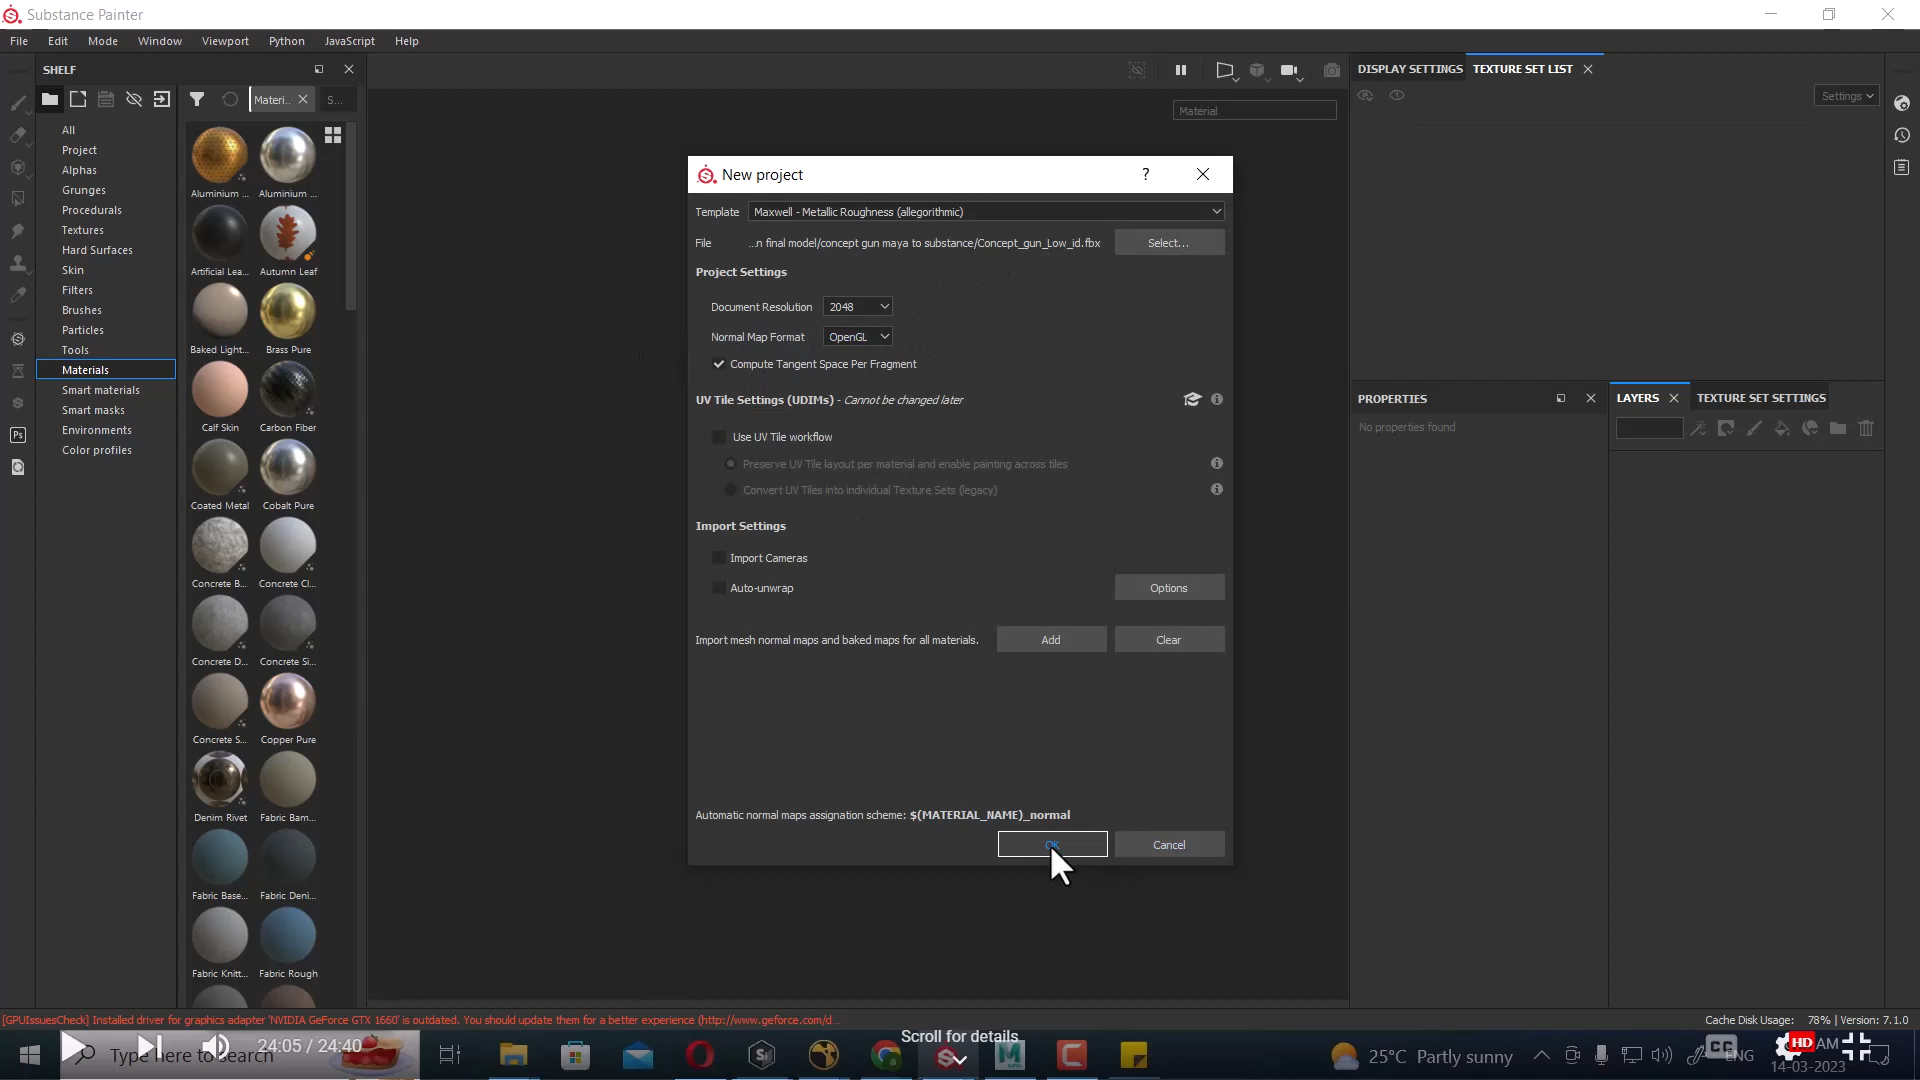 Substance Painter
File Edit Mode Window Viewport Python JavaScript Help
SHELF
Materi... S...
All
Project
Alphas
Grunges
Procedurals
Textures
Hard Surfaces
Skin
Filters
Brushes
Particles
Tools
Materials
Smart materials
Smart masks
Environments
Color profiles
Ps
Aluminium ... Aluminium ...
Artificial Lea... Autumn Leaf
Baked Light... Brass Pure
Calf Skin Carbon Fiber
Coated Metal Cobalt Pure
Concrete B... Concrete Cl...
Concrete D... Concrete Si...
Concrete S... Copper Pure
Denim Rivet Fabric Bam...
Fabric Base... Fabric Deni...
Fabric Knitt... Fabric Rough
Material
New project ?
Template Maxwell - Metallic Roughness (allegorithmic)
File ...n final model/concept gun maya to substance/Concept_gun_Low_id.fbx Select...
Project Settings
Document Resolution 2048
Normal Map Format OpenGL
Compute Tangent Space Per Fragment
UV Tile Settings (UDIMs) - Cannot be changed later
Use UV Tile workflow
Preserve UV Tile layout per material and enable painting across tiles
Convert UV Tiles into individual Texture Sets (legacy)
Import Settings
Import Cameras
Auto-unwrap Options
Import mesh normal maps and baked maps for all materials. Add Clear
Automatic normal maps assignation scheme: $(MATERIAL_NAME)_normal
OK Cancel
DISPLAY SETTINGS TEXTURE SET LIST
Settings
PROPERTIES
No properties found
LAYERS TEXTURE SET SETTINGS
[GPUIssuesCheck] Installed driver for graphics adapter 'NVIDIA GeForce GTX 1660' is outdated. You should update them for a better experience (http://www.geforce.com/d...
Cache Disk Usage: 78% | Version: 7.1.0
Type here to search
24:05 / 24:40
Scroll for details
25°C Partly sunny
CC
ENG
HD
AM
14-03-2023